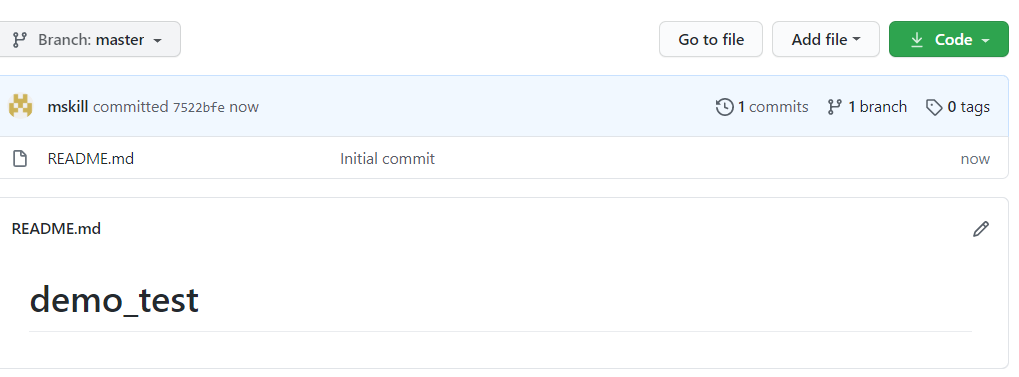 Branch: master Go to file Add file Code
mskill committed 7522bfe now 1 commits 1 branch 0 tags
README.md Initial commit now
README.md
demo_test